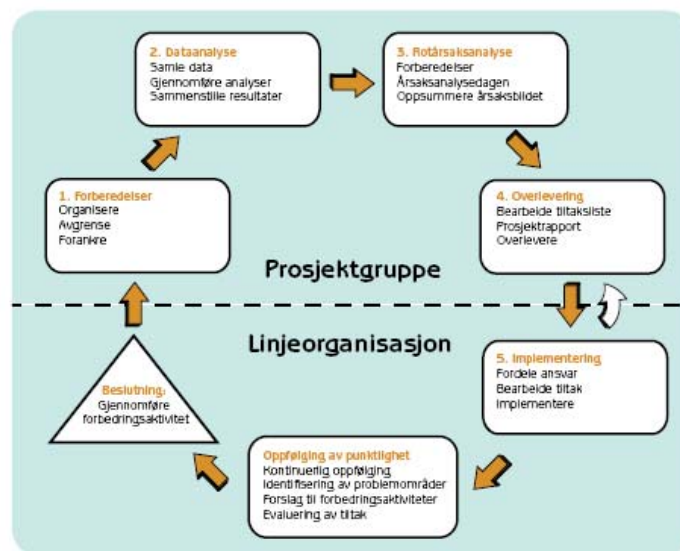 2. Dataanalyse
Samle data
Gjennomføre analyser
Sammenstille resultater
3. Rotårsaksanalyse
Forberedelser
Årsaksanalysedagen
Oppsummere årsaksbildet
1. Forberedelser
Organisere
Avgrense
Forankre
4. Overlevering
Bearbeide tiltaksliste
Prosjektrapport
Overlevere
Prosjektgruppe
Linjeorganisasjon
5. Implementering
Fordele ansvar
Bearbeide tiltak
Implementere
Beslutning:
Gjennomføre
forbedringsaktivitet
Oppfølging av punktlighet
Kontinuerlig oppfølging
Identifisering av problemområder
Forslag til forbedringsaktiviteter
Evaluering av tiltak